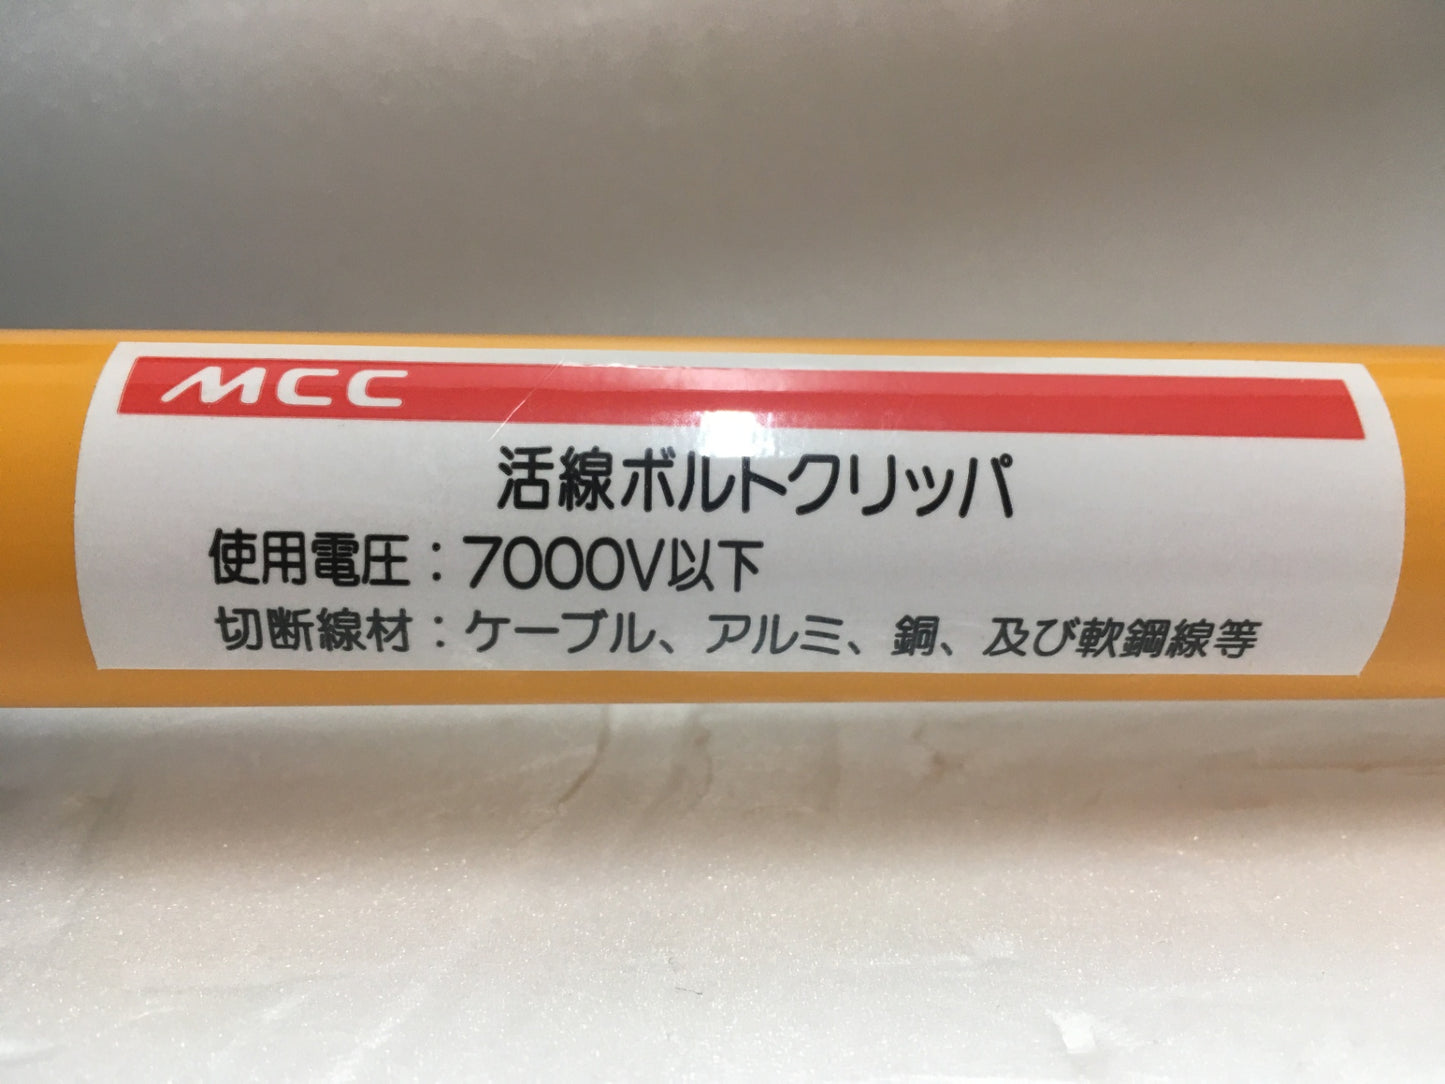 MCC
活線ボルトクリッパ
使用電圧：7000V以下
切断線材：ケーブル、アルミ、銅、及び軟鋼線等